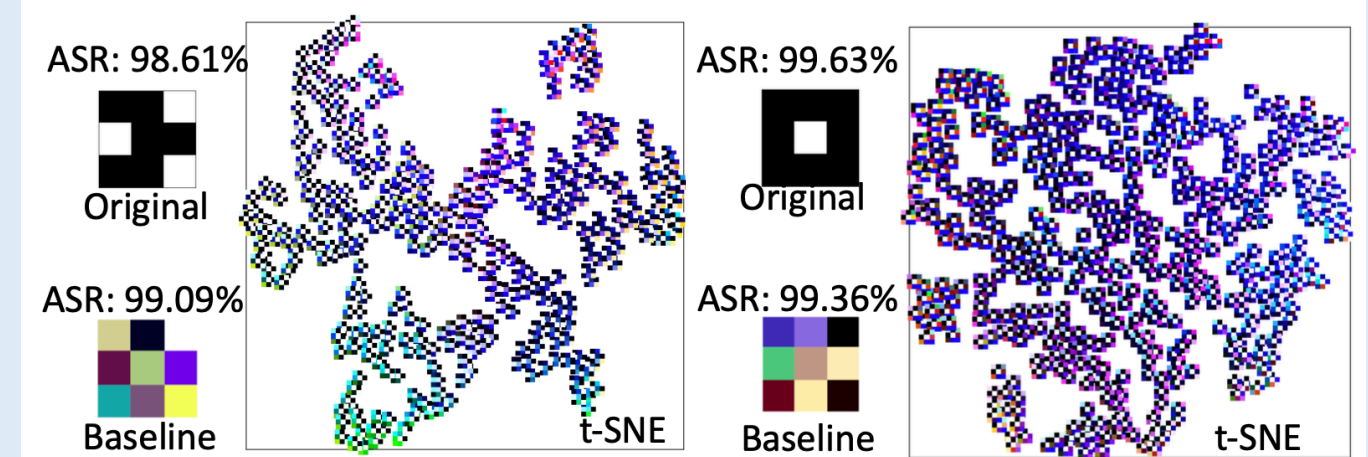 ASR: 98.61%
Original
ASR: 99.09%
Baseline
t-SNE
ASR: 99.63%
Original
ASR: 99.36%
Baseline
t-SNE